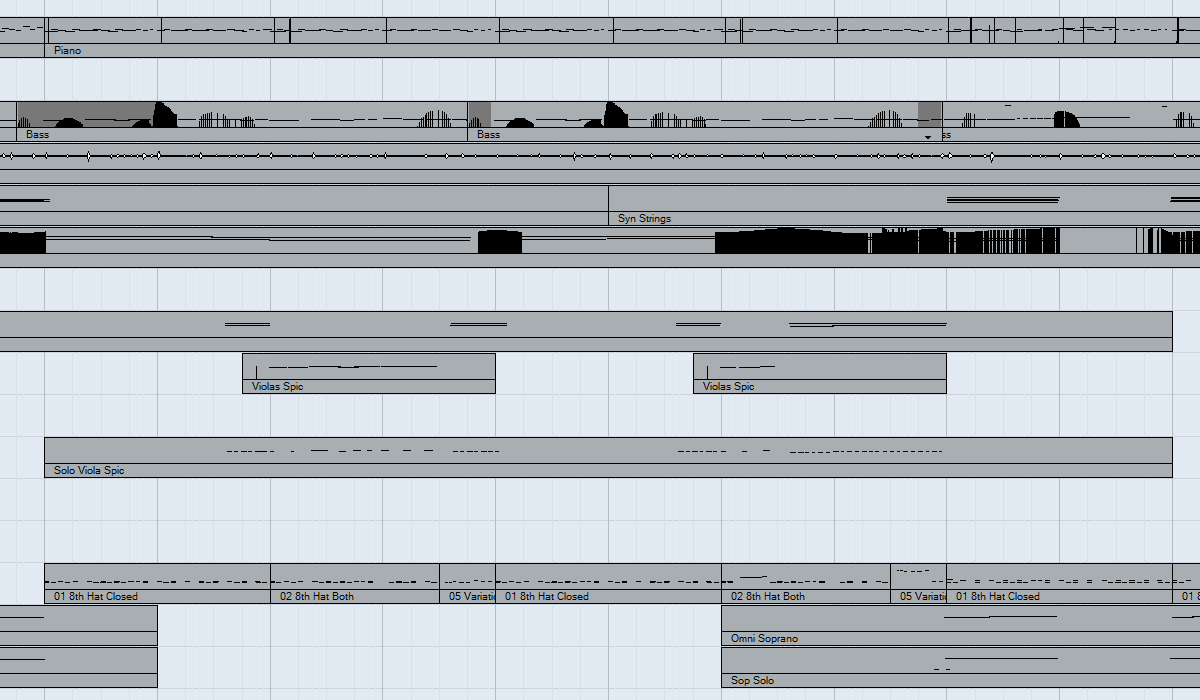 Piano
Bass
Bass
ss
Syn Strings
Violas Spic
Violas Spic
Solo Viola Spic
01 8th Hat Closed
02 8th Hat Both
05 Variati
01 8th Hat Closed
02 8th Hat Both
05 Variati
01 8th Hat Closed
01 8
Omni Soprano
Sop Solo